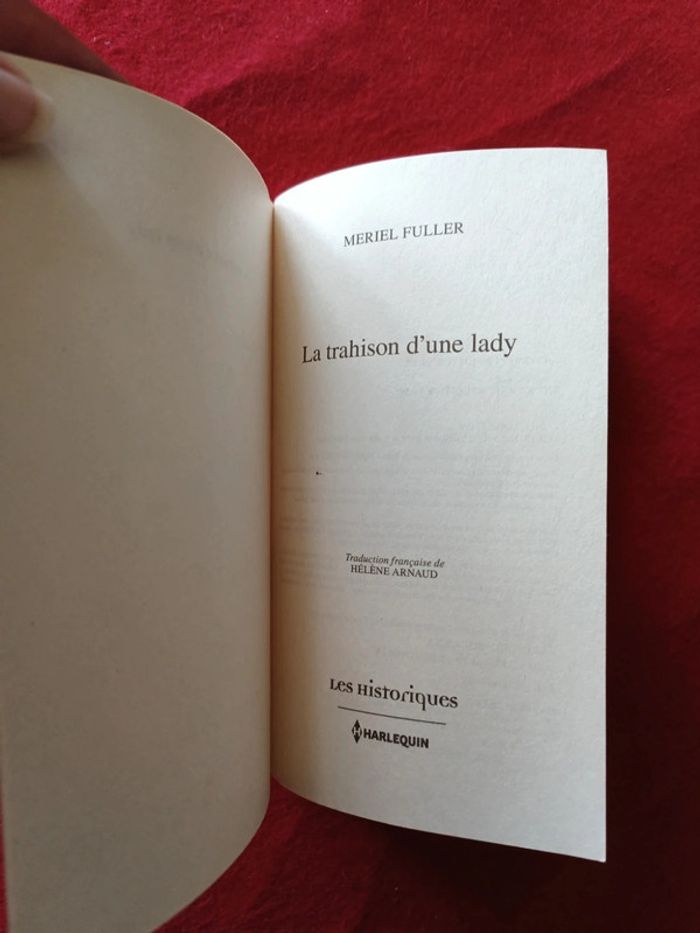 MERIEL FULLER
La trahison d'une lady
Traduction française de
HÉLÈNE ARNAUD
Les Historiques
HARLEQUIN